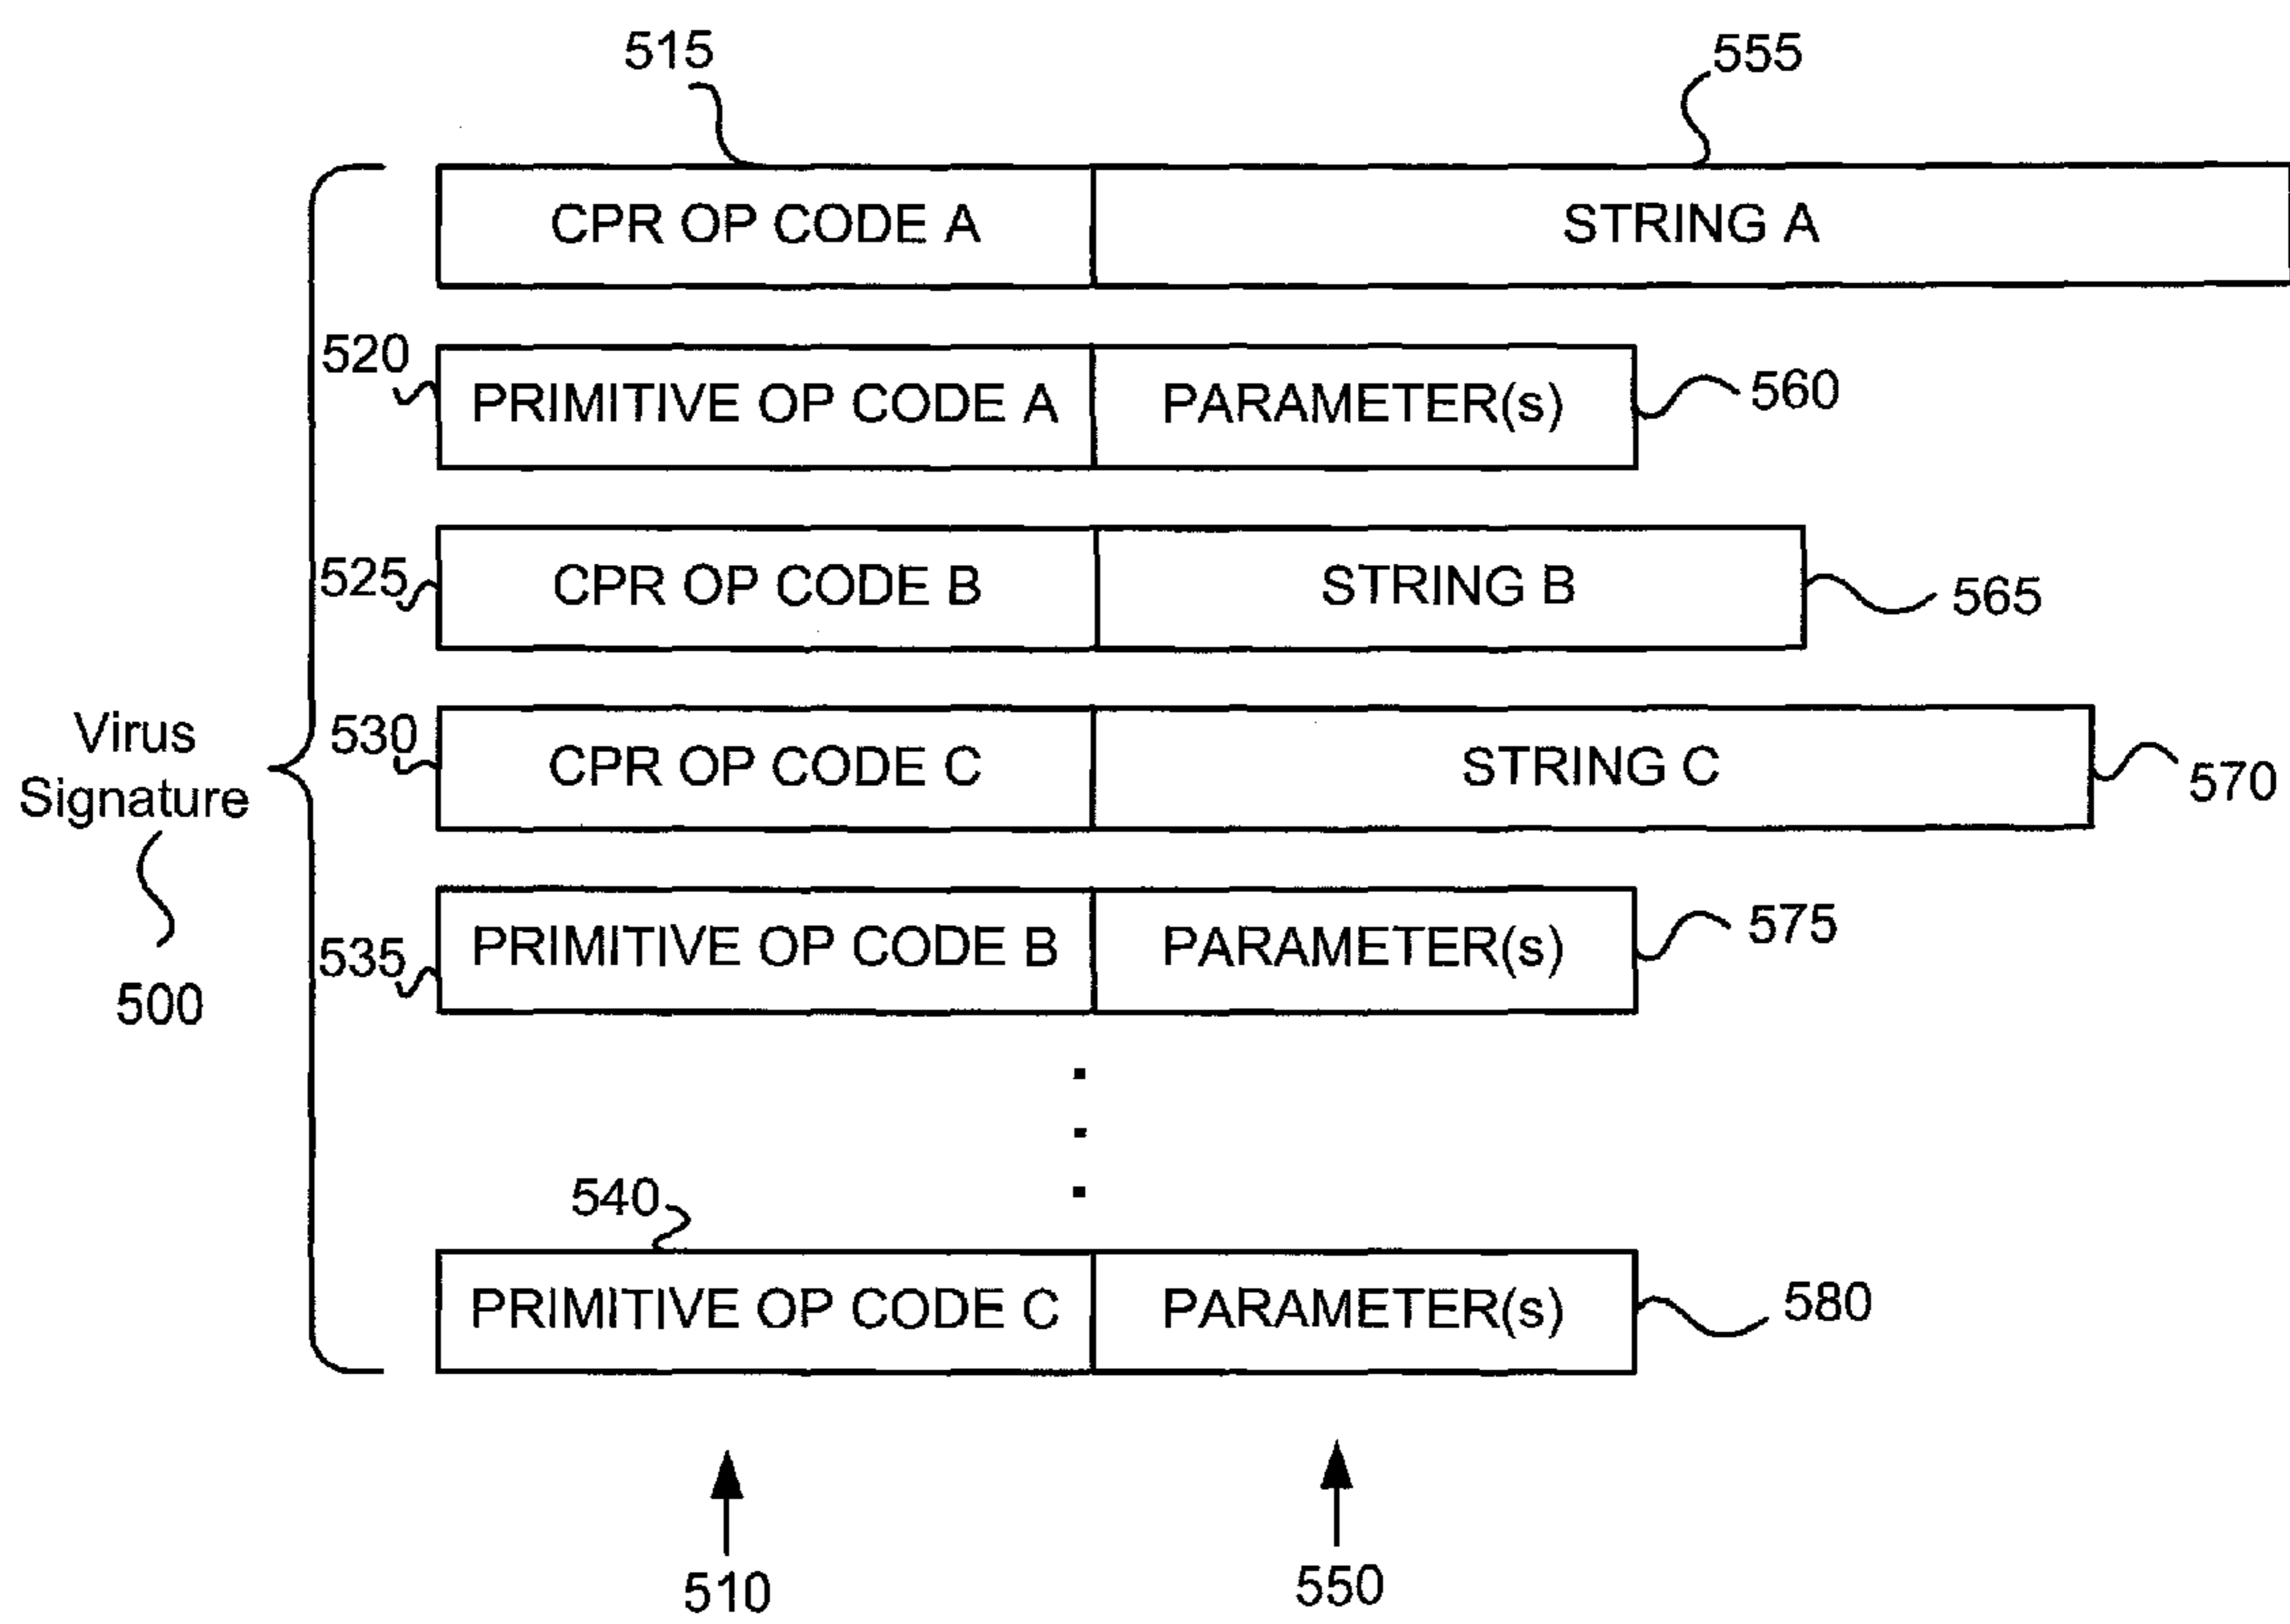 515
555
CPR OP CODE A
STRING A
520
PRIMITIVE OP CODE A
PARAMETER(s)
560
525
CPR OP CODE B
STRING B
565
Virus
Signature
500
530
CPR OP CODE C
STRING C
570
535
PRIMITIVE OP CODE B
PARAMETER(s)
575
540
PRIMITIVE OP CODE C
PARAMETER(s)
580
510
550